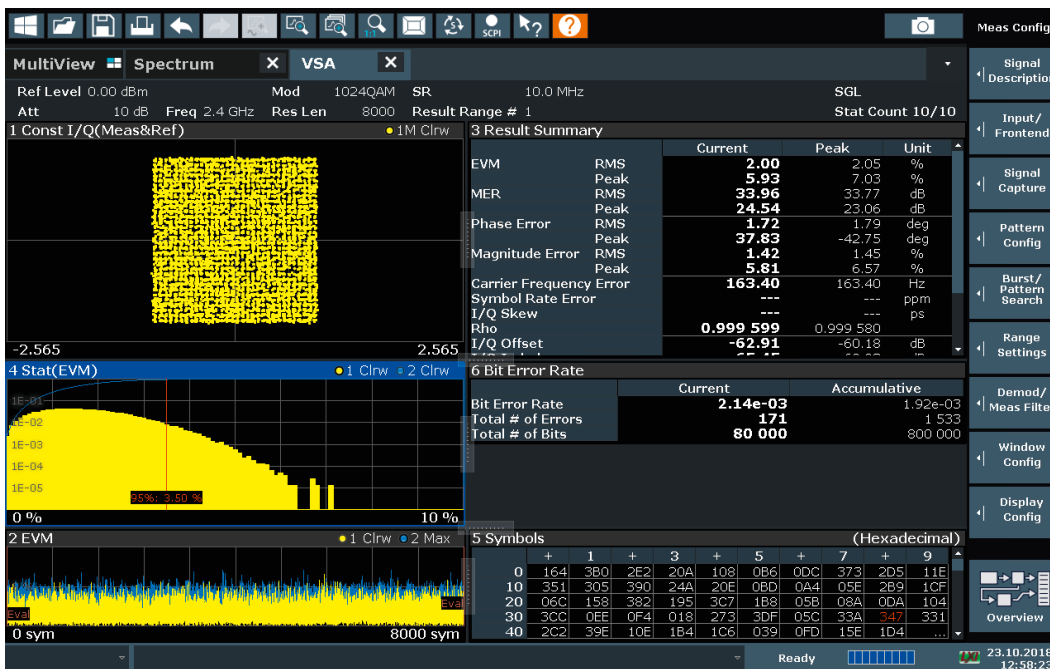 1:1
SCPI
?
?
Meas Config
MultiView Spectrum X VSA X
Ref Level 0.00 dBm Mod 1024QAM SR 10.0 MHz SGL
Att 10 dB Freq 2.4 GHz Res Len 8000 Result Range # 1 Stat Count 10/10
1 Const I/Q(Meas&Ref) 1M Clrw
-2.565 2.565
3 Result Summary
Current Peak Unit
EVM RMS 2.00 2.05 %
Peak 5.93 7.03 %
MER RMS 33.96 33.77 dB
Peak 24.54 23.06 dB
Phase Error RMS 1.72 1.79 deg
Peak 37.83 -42.75 deg
Magnitude Error RMS 1.42 1.45 %
Peak 5.81 6.57 %
Carrier Frequency Error 163.40 163.40 Hz
Symbol Rate Error --- --- ppm
I/Q Skew --- --- ps
Rho 0.999 599 0.999 580
I/Q Offset -62.91 -60.18 dB
4 Stat(EVM) 1 Clrw 2 Clrw
1E-01
1E-02
1E-03
1E-04
1E-05
95%: 3.50 %
0 % 10 %
6 Bit Error Rate
Current Accumulative
Bit Error Rate 2.14e-03 1.92e-03
Total # of Errors 171 1 533
Total # of Bits 80 000 800 000
2 EVM 1 Clrw 2 Max
Eval Eval
0 sym 8000 sym
5 Symbols (Hexadecimal)
+ 1 + 3 + 5 + 7 + 9
0 164 3B0 2E2 20A 108 0B6 0DC 373 2D5 11E
10 351 305 390 24A 20E 0BD 0A4 05E 2B9 1CF
20 06C 158 382 195 3C7 1B8 05B 08A 0DA 104
30 3CC 0EE 0F4 018 273 3DF 05C 33A 347 331
40 2C2 39E 10E 1B4 1C6 039 0FD 15E 1D4 ...
Signal
Descriptio
Input/
Frontend
Signal
Capture
Pattern
Config
Burst/
Pattern
Search
Range
Settings
Demod/
Meas Filte
Window
Config
Display
Config
Overview
Ready
23.10.2018
12:58:2